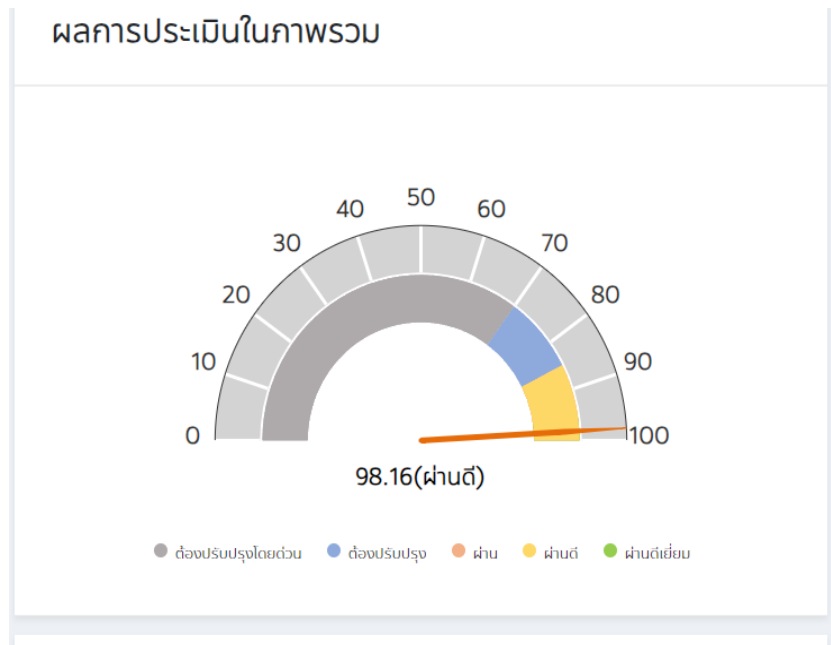 ผลการประเมินในภาพรวม
50
40 60
30 70
20 80
10 90
0 100
98.16(ผ่านดี)
ต้องปรับปรุงโดยด่วน ต้องปรับปรุง ผ่าน ผ่านดี ผ่านดีเยี่ยม